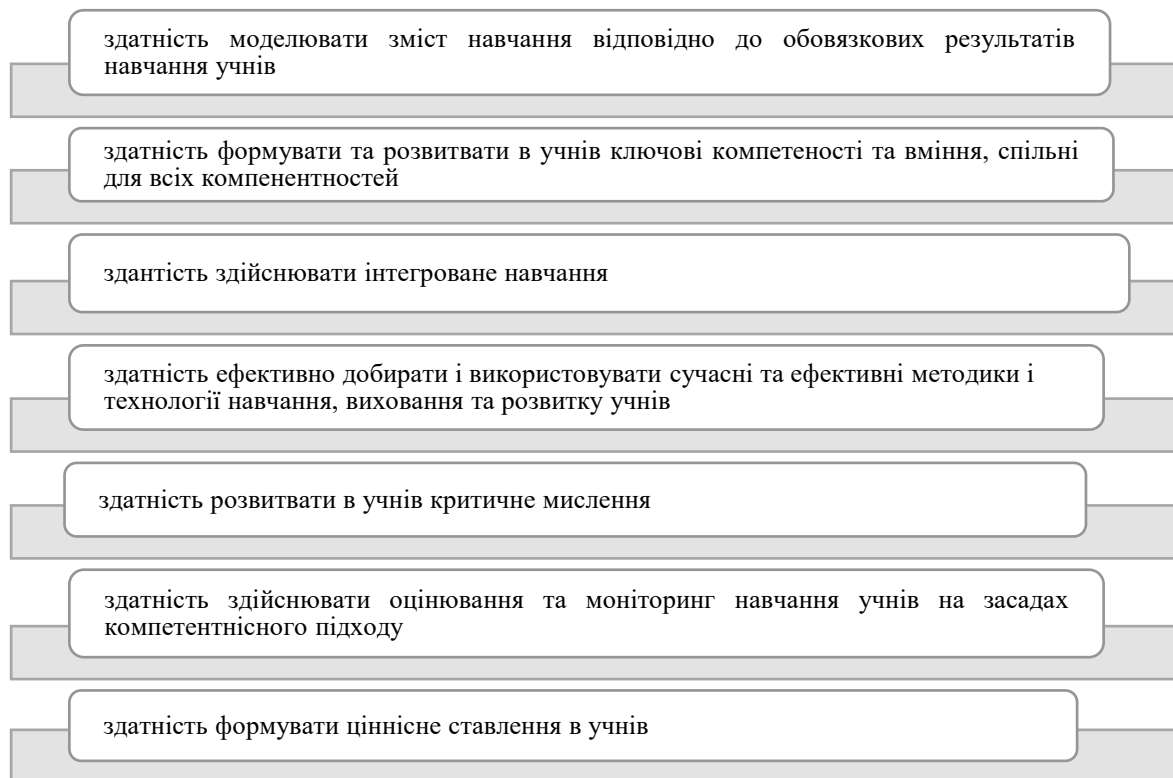 здатність моделювати зміст навчання відповідно до обовязкових результатів
навчання учнів
здатність формувати та розвитвати в учнів ключові компетеності та вміння, спільні
для всіх компенентностей
здантість здійснювати інтегроване навчання
здатність ефективно добирати і використовувати сучасні та ефективні методики і
технології навчання, виховання та розвитку учнів
здатність розвитвати в учнів критичне мислення
здатність здійснювати оцінювання та моніторинг навчання учнів на засадах
компетентнісного підходу
здатність формувати ціннісне ставлення в учнів